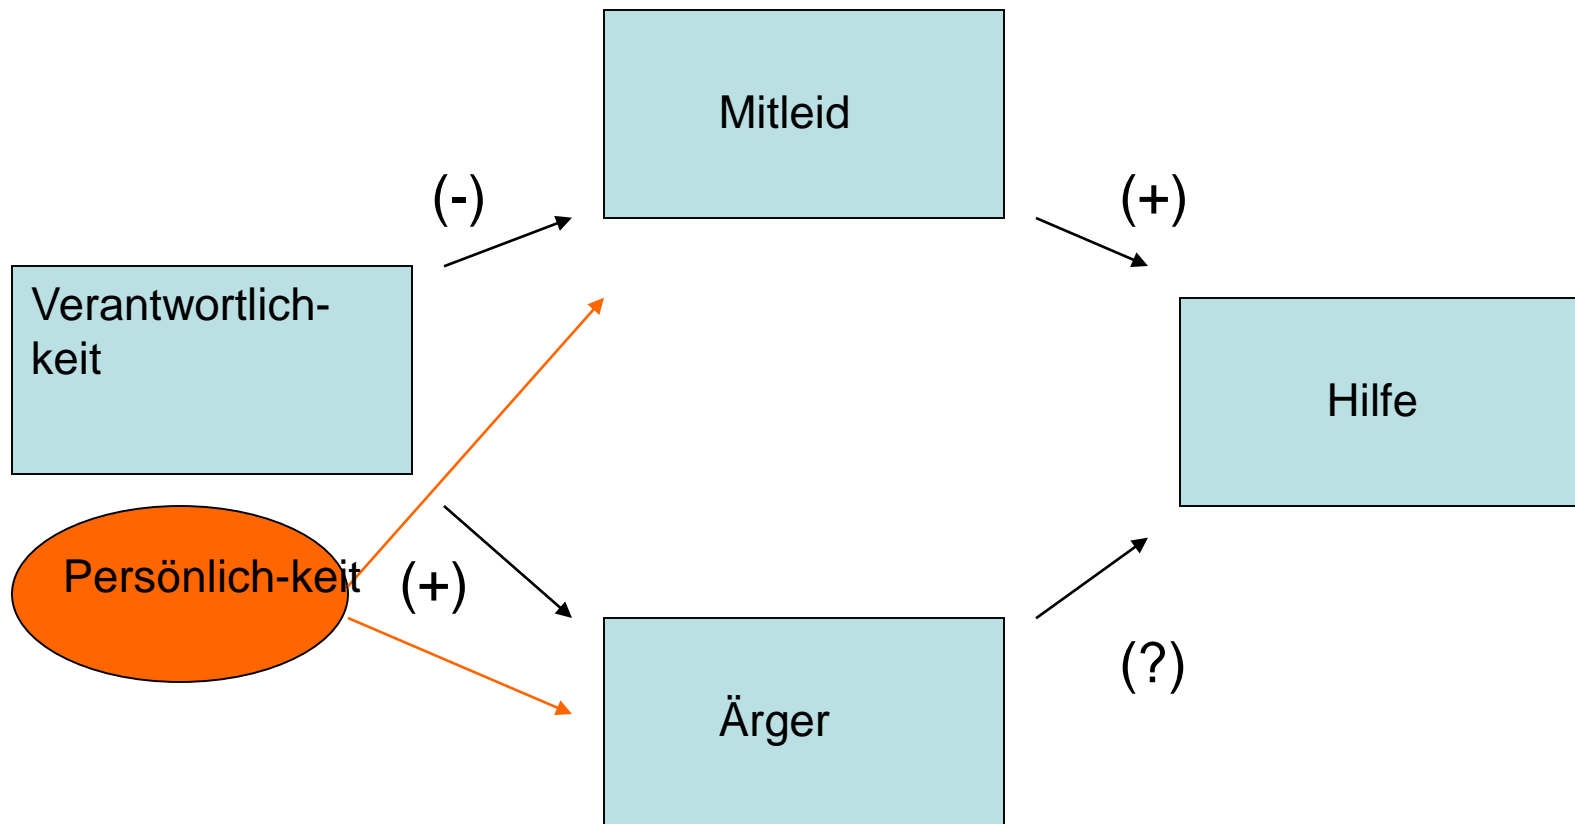 Mitleid
(-)
(+)
Verantwortlich-
keit
Hilfe
Persönlich-keit
(+)
(?)
Ärger